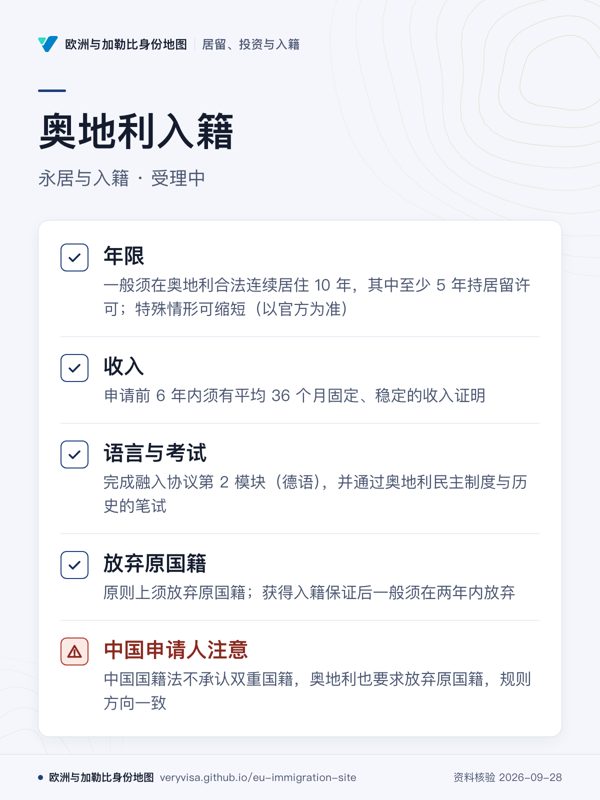 欧洲与加勒比身份地图 居留、投资与入籍
奥地利入籍
永居与入籍 · 受理中
年限
一般须在奥地利合法连续居住 10 年，其中至少 5 年持居留许
可；特殊情形可缩短（以官方为准）
收入
申请前 6 年内须有平均 36 个月固定、稳定的收入证明
语言与考试
完成融入协议第 2 模块（德语），并通过奥地利民主制度与历
史的笔试
放弃原国籍
原则上须放弃原国籍；获得入籍保证后一般须在两年内放弃
中国申请人注意
中国国籍法不承认双重国籍，奥地利也要求放弃原国籍，规则
方向一致
欧洲与加勒比身份地图 veryvisa.github.io/eu-immigration-site 资料核验 2026-09-28